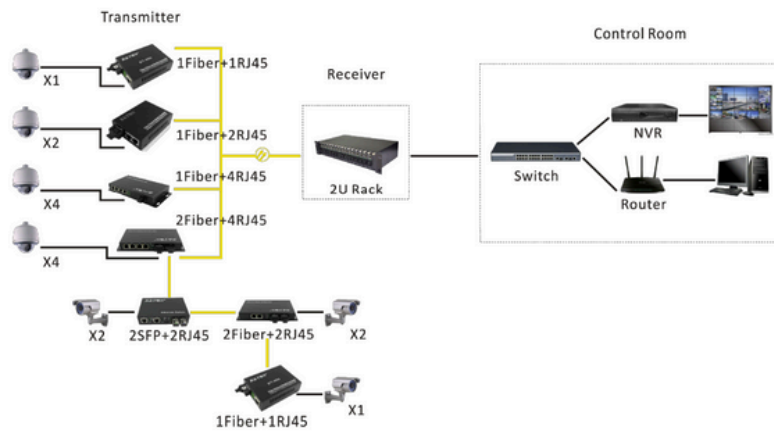 Transmitter
Control Room
Receiver
X1
1Fiber+1RJ45
X2
1Fiber+2RJ45
NVR
X4
1Fiber+4RJ45
2U Rack
Switch
Router
2Fiber+4RJ45
X4
X2
2SFP+2RJ45
2Fiber+2RJ45
X2
1Fiber+1RJ45
X1